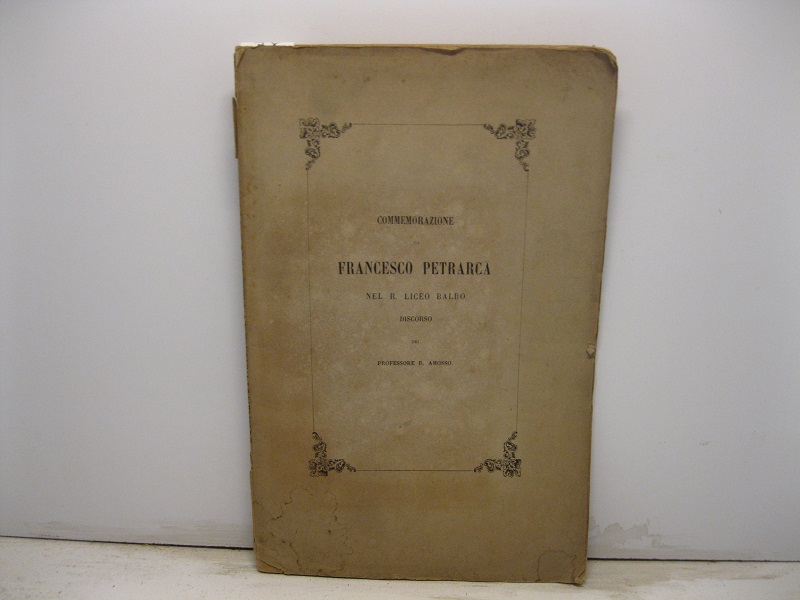 COMMEMORAZIONE
FRANCESCO PETRARCA
NEL R. LICEO BALBO
DISCORSO
DEL
PROFESSORE E. AMOSSO.